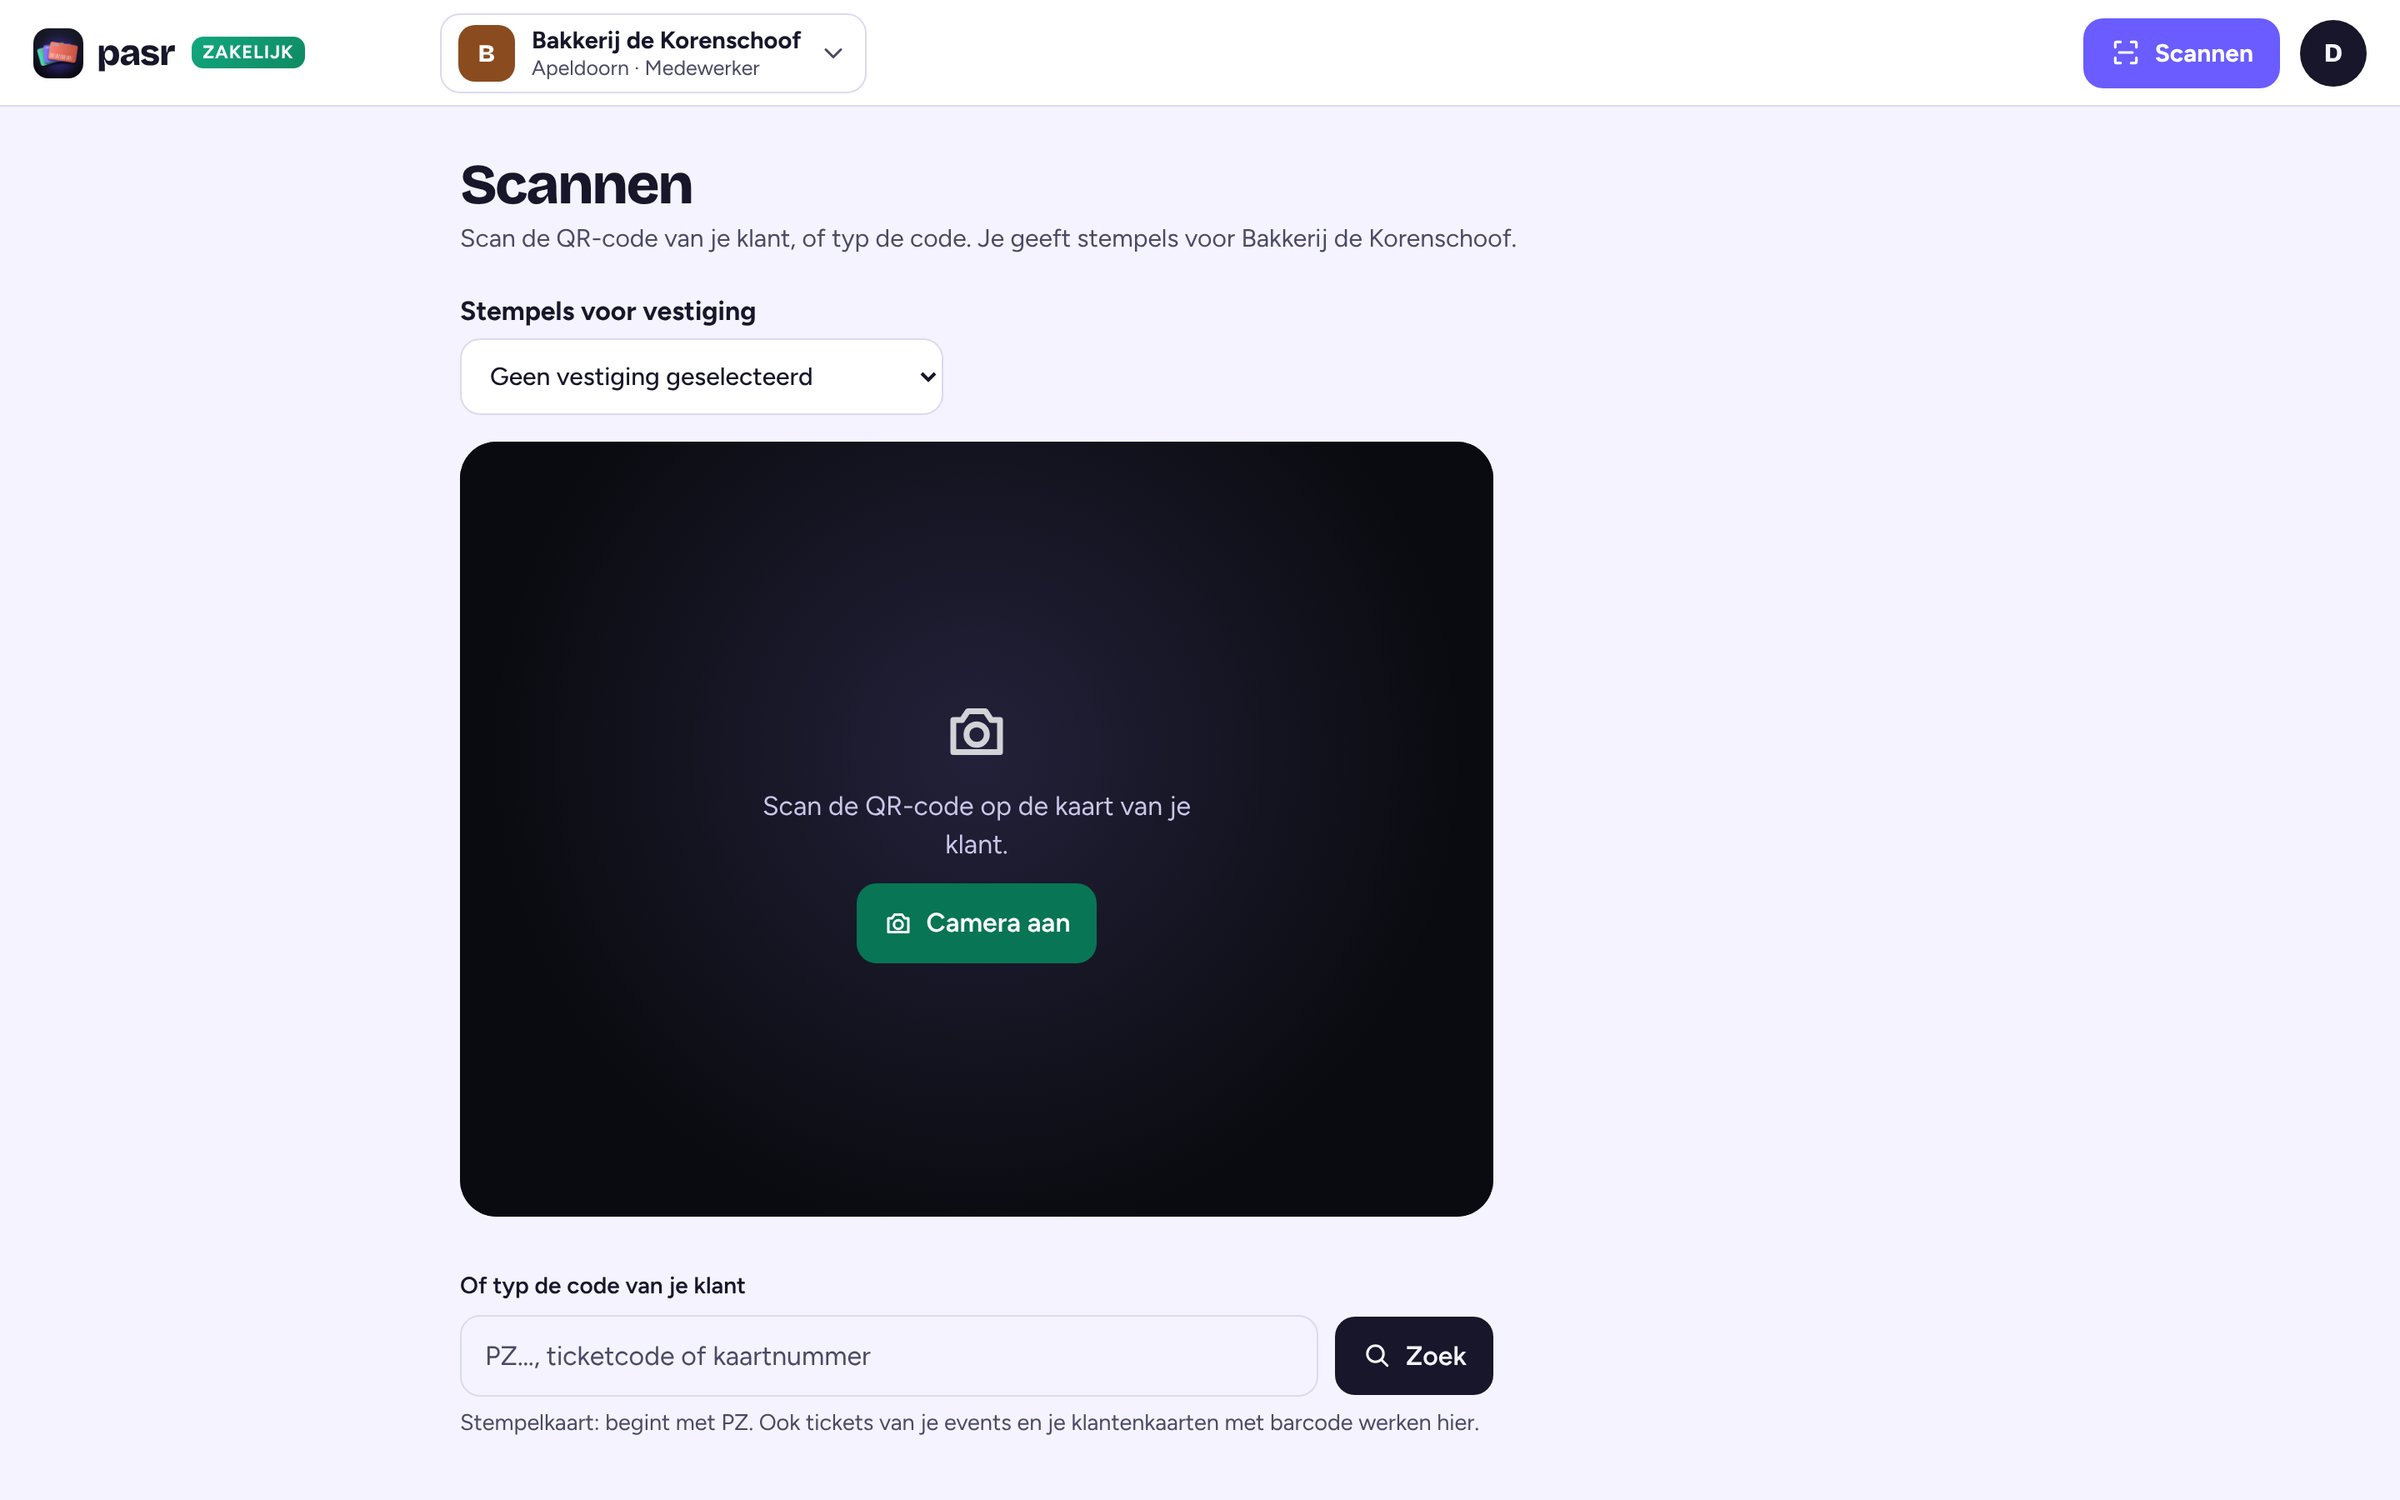 pasr ZAKELIJK
B
Bakkerij de Korenschoof
Apeldoorn · Medewerker
Scannen
D
Scannen
Scan de QR-code van je klant, of typ de code. Je geeft stempels voor Bakkerij de Korenschoof.
Stempels voor vestiging
Geen vestiging geselecteerd
Scan de QR-code op de kaart van je
klant.
Camera aan
Of typ de code van je klant
PZ..., ticketcode of kaartnummer
Zoek
Stempelkaart: begint met PZ. Ook tickets van je events en je klantenkaarten met barcode werken hier.